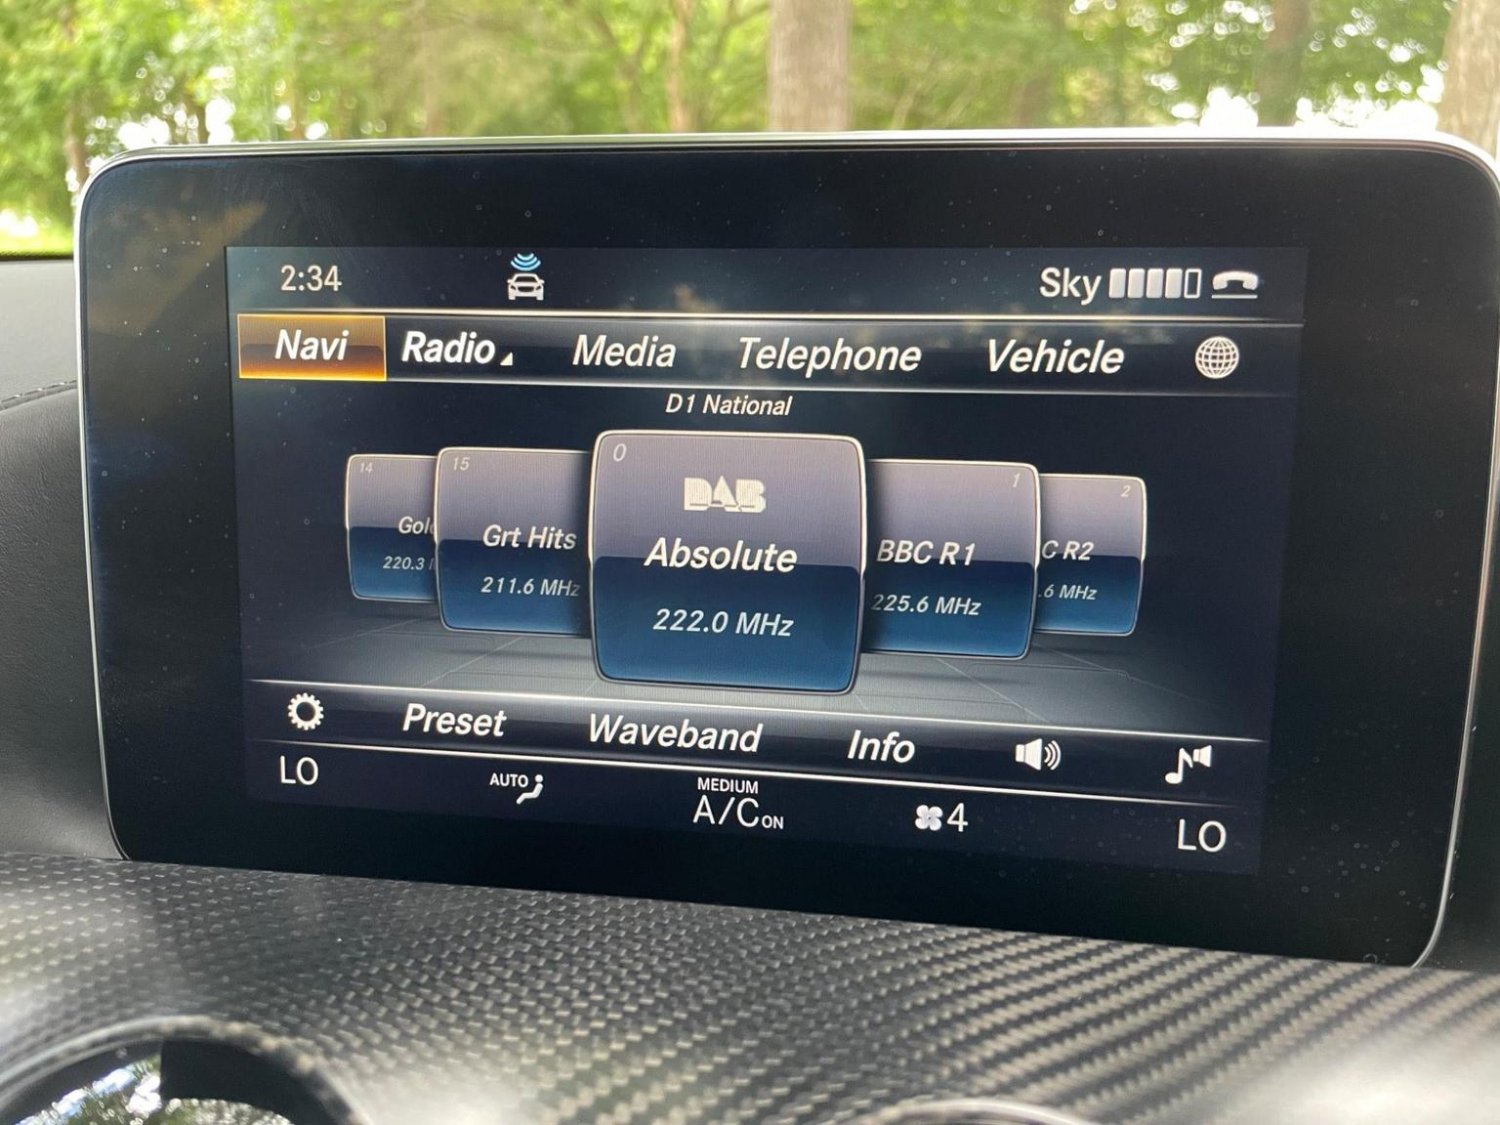 2:34 Sky
Navi Radio Media Telephone Vehicle
D1 National
14 15 0 1 2
DAB
Grt Hits Absolute BBC R1 R2
211.6 MHz 222.0 MHz 225.6 MHz MHz
Preset Waveband Info
LO AUTO MEDIUM A/C ON 4 LO